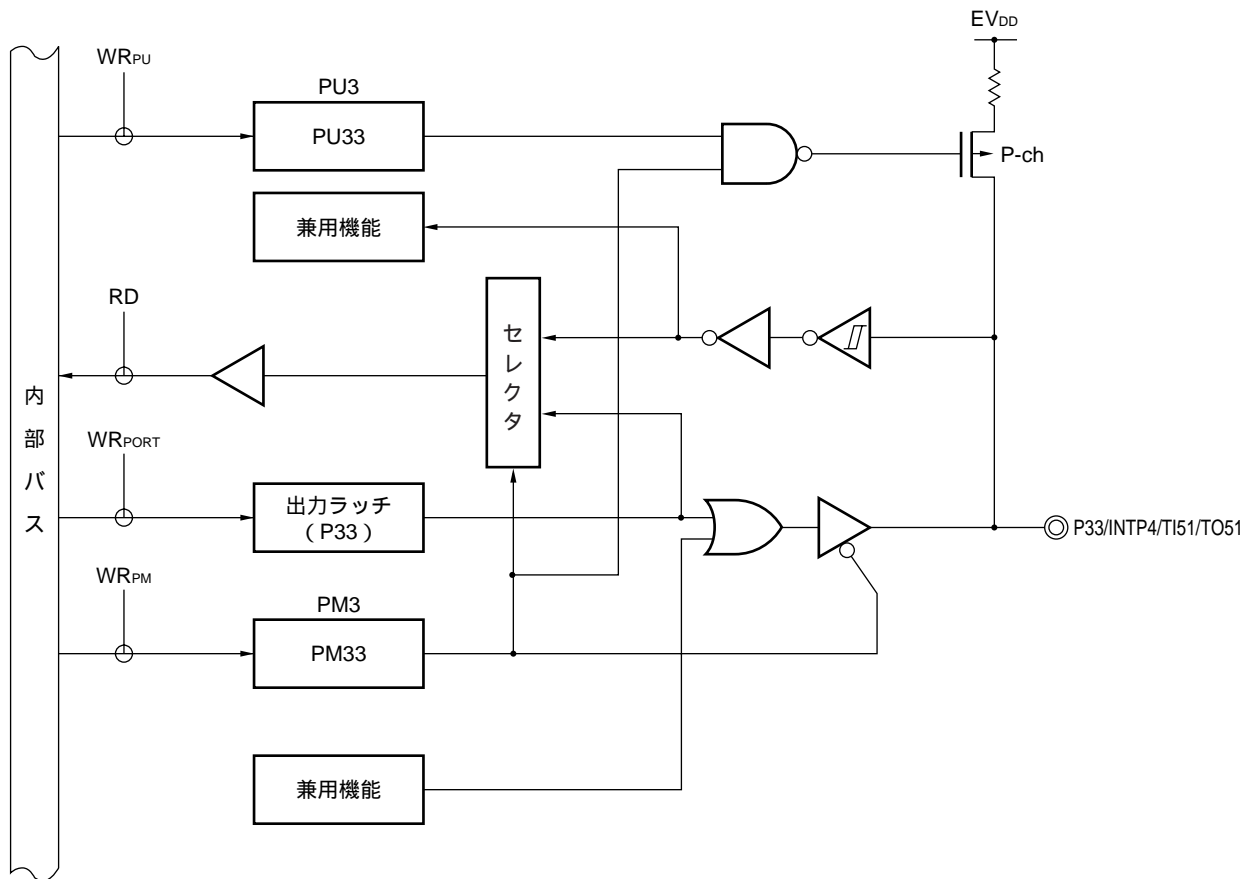 EVDD
WRPU
PU3
PU33
P-ch
兼用機能
RD
セレクタ
内部バス
WRPORT
出力ラッチ
（P33）
P33/INTP4/TI51/TO51
WRPM
PM3
PM33
兼用機能